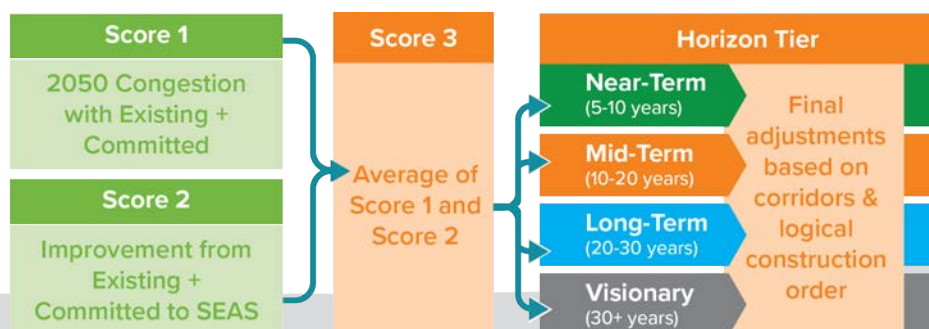 Score 1
2050 Congestion
with Existing +
Committed
Score 2
Improvement from
Existing +
Committed to SEAS
Score 3
Average of
Score 1 and
Score 2
Horizon Tier
Near-Term
(5-10 years)
Mid-Term
(10-20 years)
Long-Term
(20-30 years)
Visionary
(30+ years)
Final
adjustments
based on
corridors &
logical
construction
order